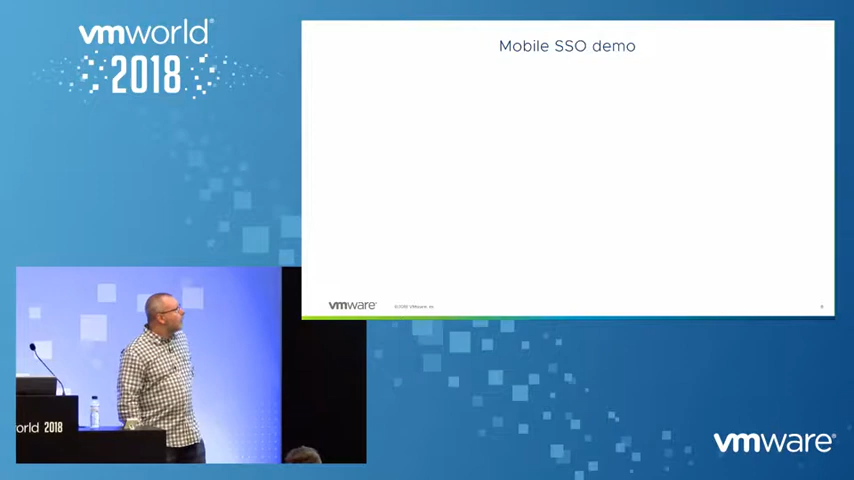 vmworld
2018
Mobile SSO demo
vmware
orld 2018
vmware